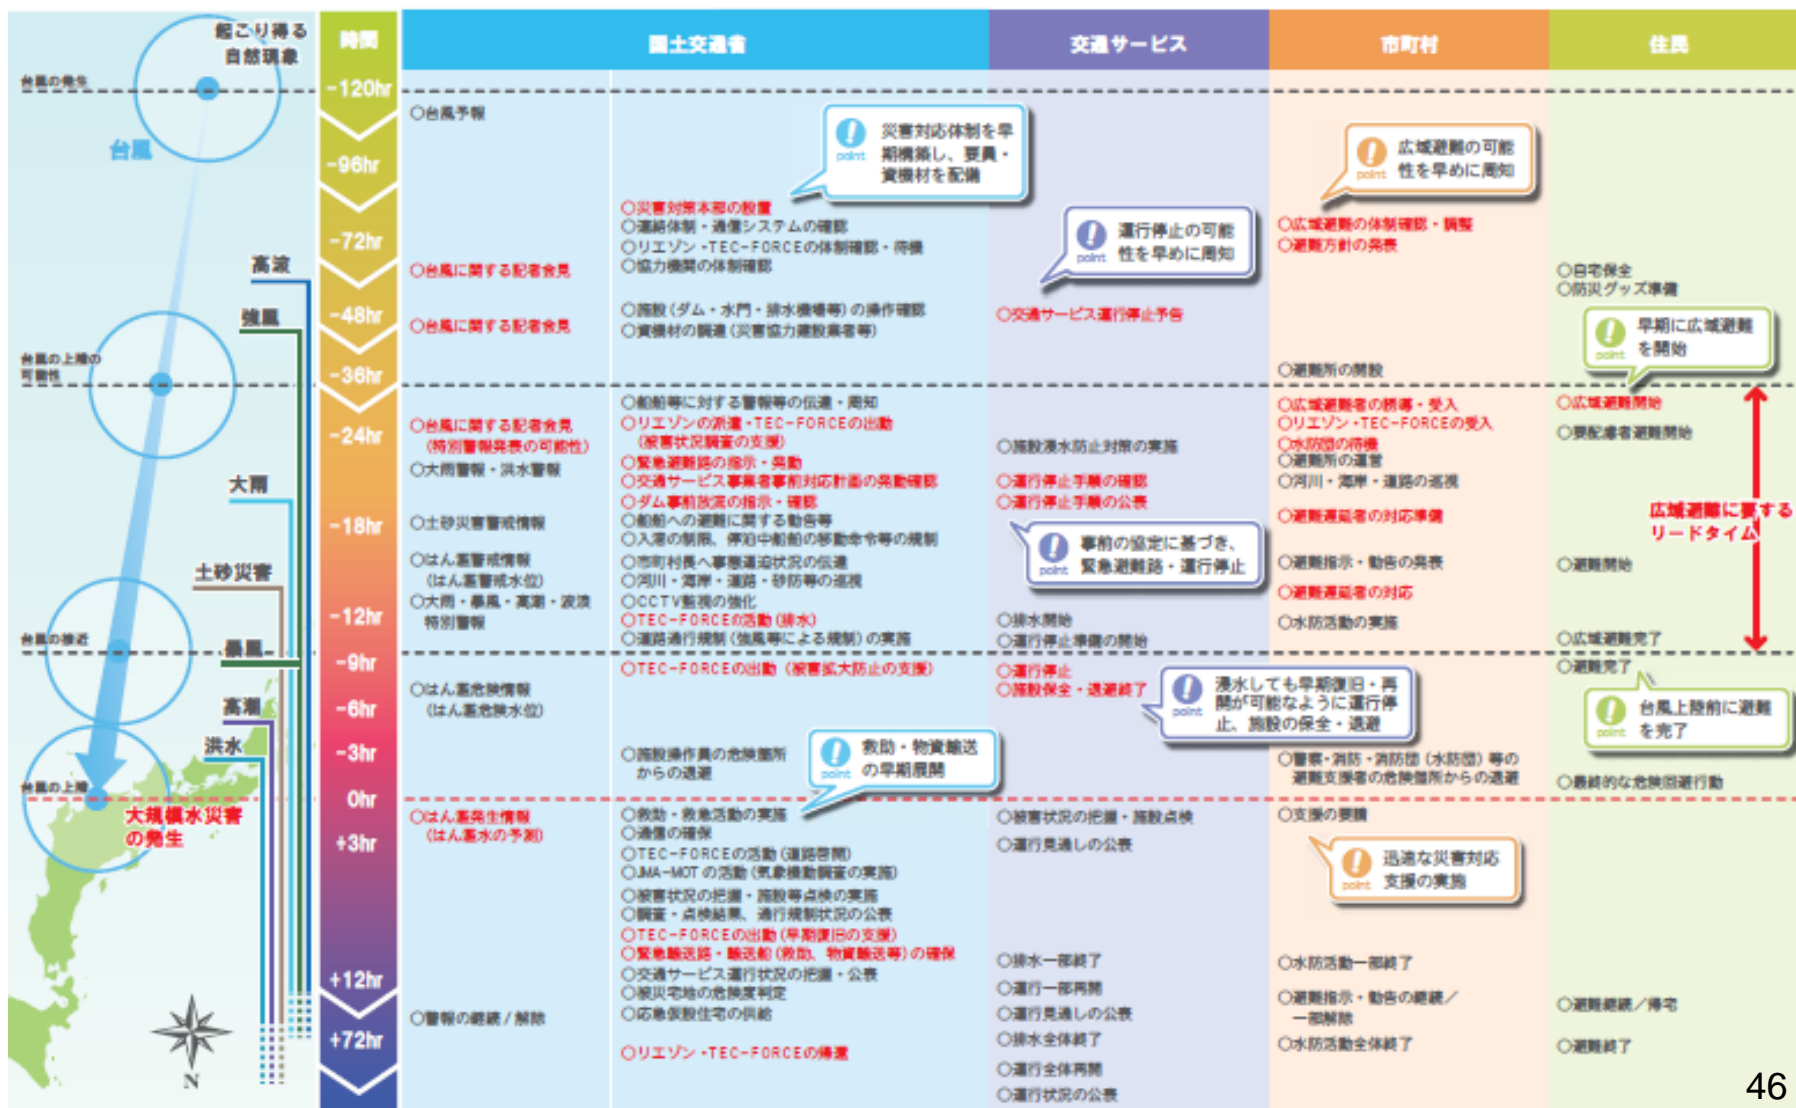 起こり得る
自然現象
台風の発生
台風
高波
強風
台風の上陸の
可能性
大雨
土砂災害
台風の接近
暴風
高潮
洪水
台風の上陸
大規模水災害
の発生
N
時間
-120hr
-96hr
-72hr
-48hr
-36hr
-24hr
-18hr
-12hr
-9hr
-6hr
-3hr
0hr
+3hr
+12hr
+72hr
国土交通省
○台風予報
○台風に関する記者会見
○台風に関する記者会見
○台風に関する記者会見
(特別警報発表の可能性)
○大雨警報・洪水警報
○土砂災害警戒情報
○はん濫警戒情報
(はん濫警戒水位)
○大雨・暴風・高潮・波浪
特別警報
○はん濫危険情報
(はん濫危険水位)
○はん濫発生情報
(はん濫水の予測)
○警報の継続/解除
point
災害対応体制を早
期構築し、要員・
資機材を配備
○災害対策本部の設置
○連絡体制・通信システムの確認
○リエゾン・TEC-FORCEの体制確認・待機
○協力機関の体制確認
○施設(ダム・水門・排水機場等)の操作確認
○資機材の調達(災害協力建設業者等)
○船舶等に対する警報等の伝達・周知
○リエゾンの派遣・TEC-FORCEの出動
(被害状況調査の支援)
○緊急避難路の指示・発動
○交通サービス事業者事前対応計画の発動確認
○ダム事前放流の指示・確認
○船舶への避難に関する勧告等
○入港の制限、停泊中船舶の移動命令等の規制
○市町村長へ事態逼迫状況の伝達
○河川・海岸・道路・砂防等の巡視
○CCTV監視の強化
○TEC-FORCEの活動(排水)
○道路通行規制(強風等による規制)の実施
○TEC-FORCEの出動(被害拡大防止の支援)
○施設操作員の危険箇所
からの退避
point
救助・物資輸送
の早期展開
○救助・救急活動の実施
○通信の確保
○TEC-FORCEの活動(道路啓開)
○JMA-MOTの活動(気象機動調査の実施)
○被害状況の把握・施設等点検の実施
○調査・点検結果、通行規制状況の公表
○TEC-FORCEの出動(早期復旧の支援)
○緊急輸送路・輸送船(救助、物資輸送等)の確保
○交通サービス運行状況の把握・公表
○被災宅地の危険度判定
○応急仮設住宅の供給
○リエゾン・TEC-FORCEの帰還
交通サービス
point
運行停止の可能
性を早めに周知
○交通サービス運行停止予告
○施設浸水防止対策の実施
○運行停止手順の確認
○運行停止手順の公表
point
事前の協定に基づき、
緊急避難路・運行停止
○排水開始
○運行停止準備の開始
○運行停止
○施設保全・退避終了
point
浸水しても早期復旧・再
開が可能なように運行停
止、施設の保全・退避
○被害状況の把握・施設点検
○運行見通しの公表
○排水一部終了
○運行一部再開
○運行見通しの公表
○排水全体終了
○運行全体再開
○運行状況の公表
市町村
point
広域避難の可能
性を早めに周知
○広域避難の体制確認・調整
○避難方針の発表
○避難所の開設
○広域避難者の誘導・受入
○リエゾン・TEC-FORCEの受入
○水防団の待機
○避難所の運営
○河川・海岸・道路の巡視
○避難遅延者の対応準備
○避難指示・勧告の発表
○避難遅延者の対応
○水防活動の実施
○警察・消防・消防団(水防団)等の
避難支援者の危険箇所からの退避
○支援の要請
point
迅速な災害対応
支援の実施
○水防活動一部終了
○避難指示・勧告の継続/
一部解除
○水防活動全体終了
住民
○自宅保全
○防災グッズ準備
point
早期に広域避難
を開始
○広域避難開始
○要配慮者避難開始
広域避難に要する
リードタイム
○避難開始
○広域避難完了
○避難完了
point
台風上陸前に避難
を完了
○最終的な危険回避行動
○避難継続/帰宅
○避難終了
46